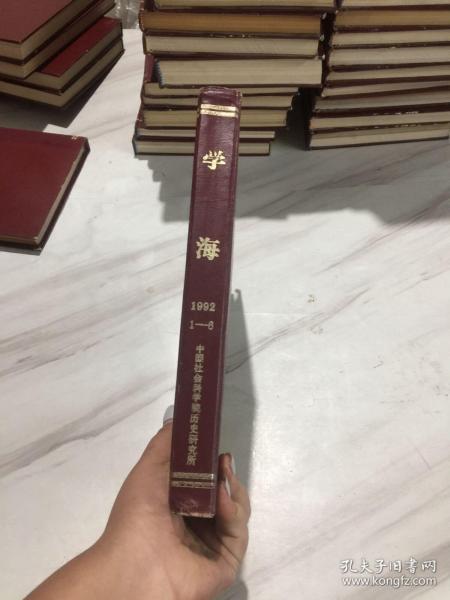 学海
1992
1—6
中国社会科学院历史研究所
孔夫子旧书网
www.kongfz.com